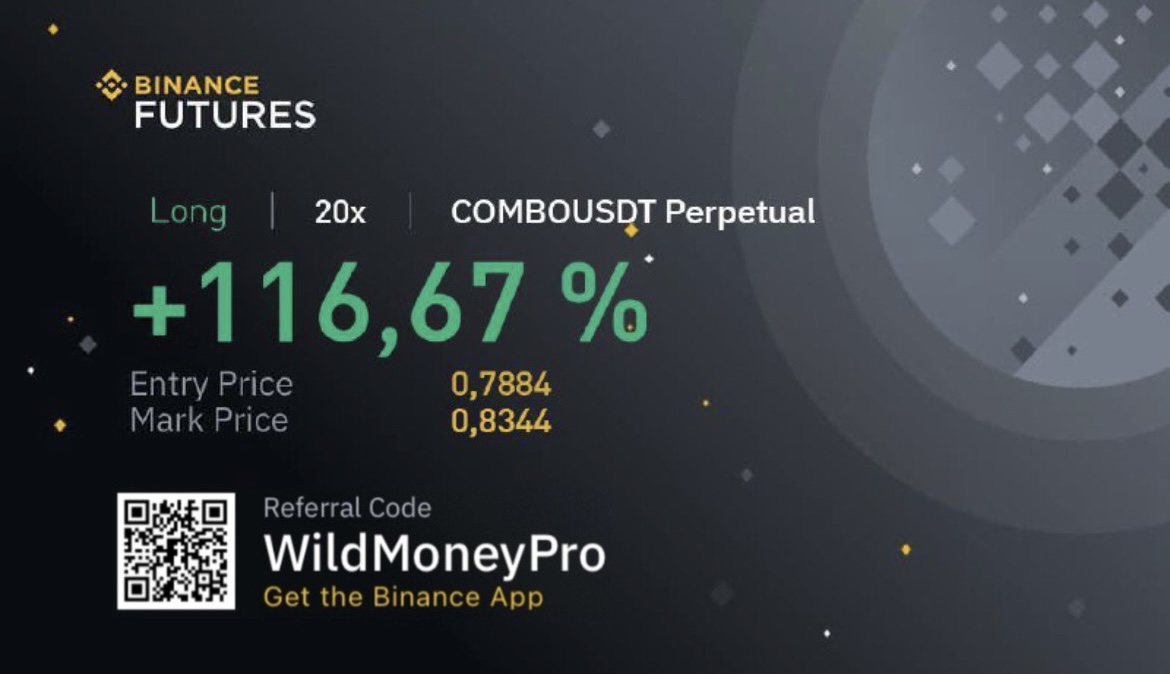 BINANCE
FUTURES
Long | 20x | COMBOUSDT Perpetual
+116,67 %
Entry Price 0,7884
Mark Price 0,8344
Referral Code
WildMoneyPro
Get the Binance App